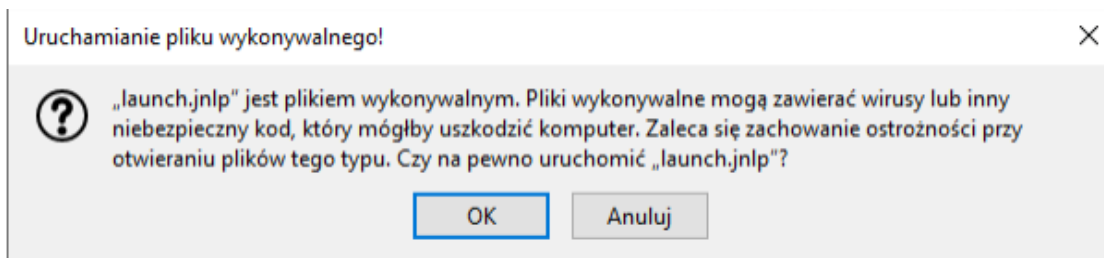 Uruchamianie pliku wykonywalnego!
„launch.jnlp” jest plikiem wykonywalnym. Pliki wykonywalne mogą zawierać wirusy lub inny
niebezpieczny kod, który mógłby uszkodzić komputer. Zaleca się zachowanie ostrożności przy
otwieraniu plików tego typu. Czy na pewno uruchomić „launch.jnlp”?
OK
Anuluj